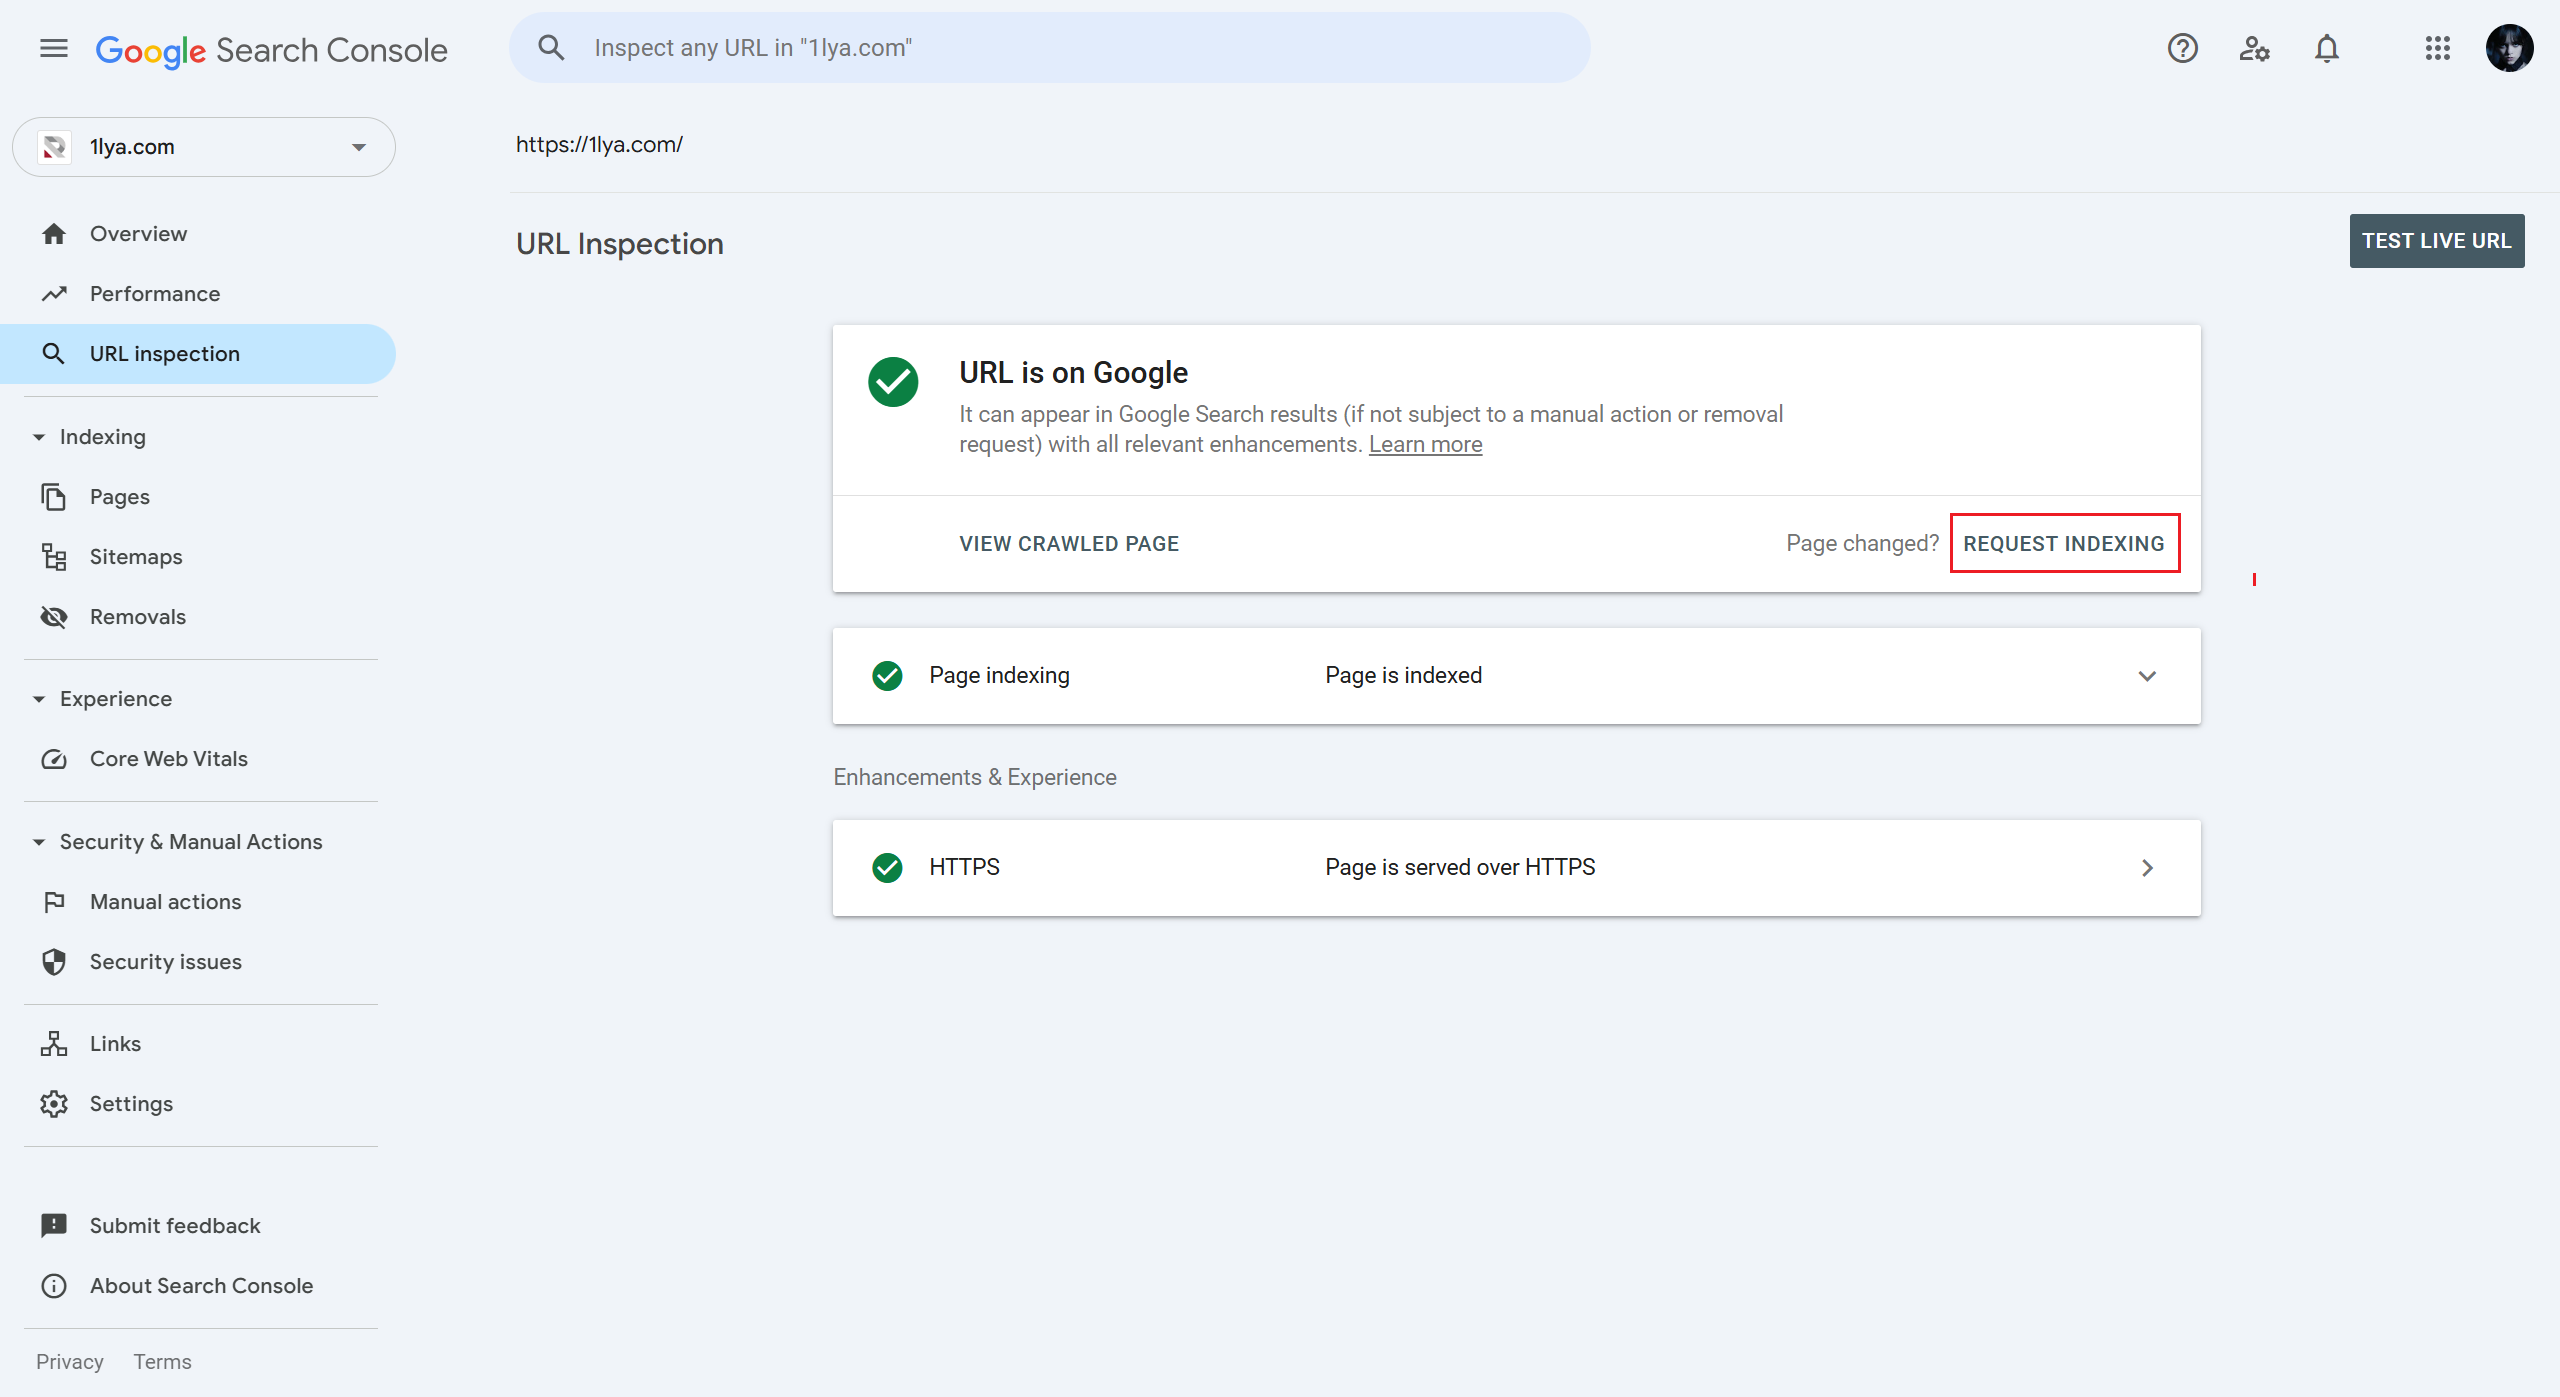 Google Search Console
Inspect any URL in "1lya.com"
1lya.com
https://1lya.com/
Overview
Performance
URL inspection
Indexing
Pages
Sitemaps
Removals
Experience
Core Web Vitals
Security & Manual Actions
Manual actions
Security issues
Links
Settings
Submit feedback
About Search Console
Privacy Terms
URL Inspection
TEST LIVE URL
URL is on Google
It can appear in Google Search results (if not subject to a manual action or removal
request) with all relevant enhancements. Learn more
VIEW CRAWLED PAGE
Page changed? REQUEST INDEXING
Page indexing Page is indexed
Enhancements & Experience
HTTPS Page is served over HTTPS